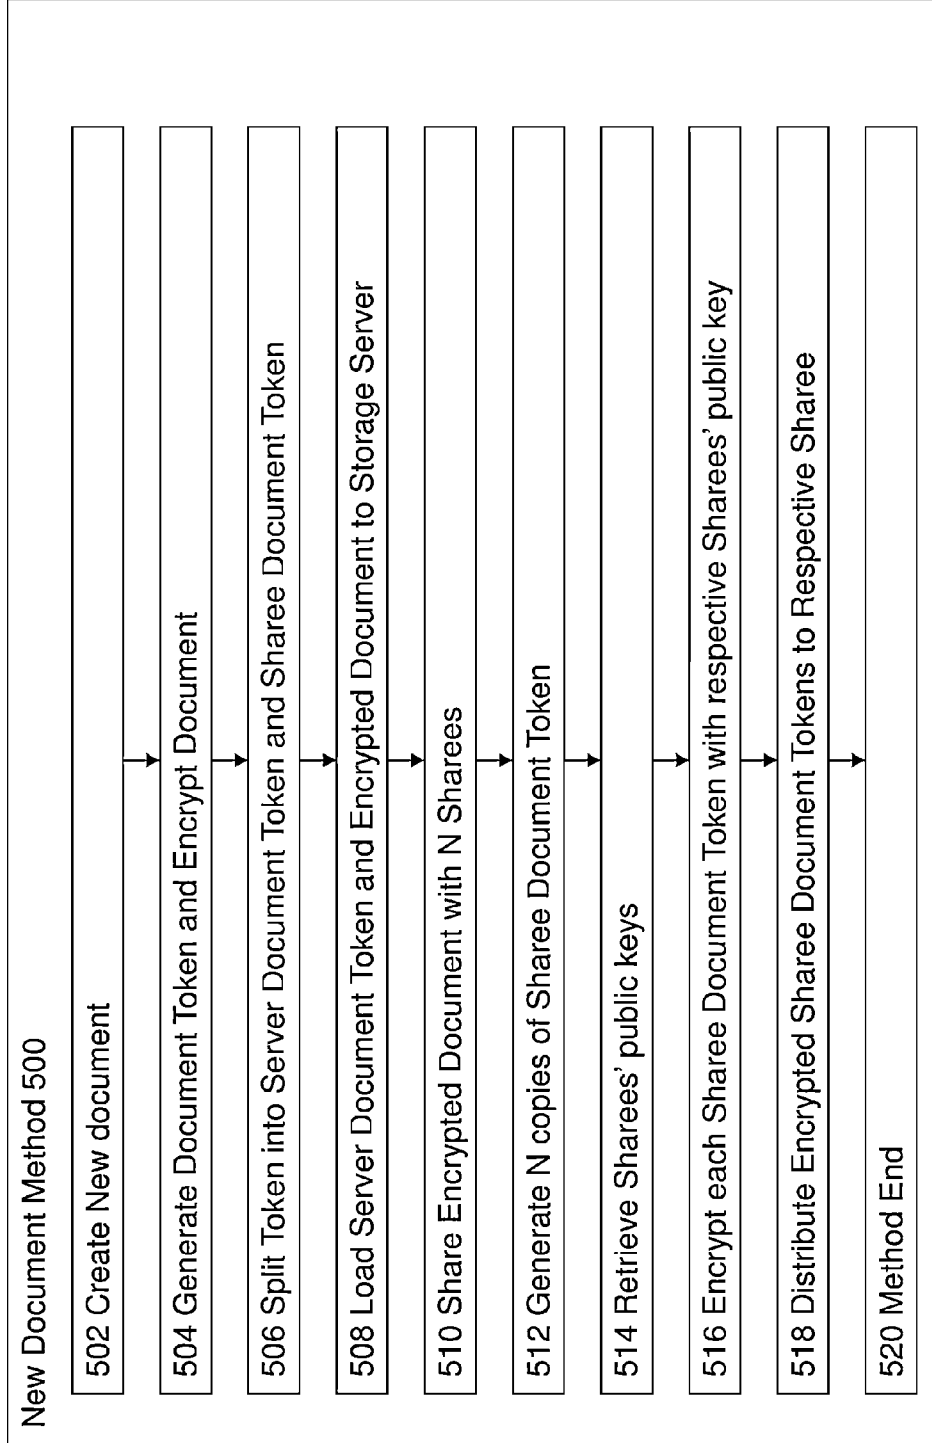 New Document Method 500
502 Create New document
504 Generate Document Token and Encrypt Document
506 Split Token into Server Document Token and Sharee Document Token
508 Load Server Document Token and Encrypted Document to Storage Server
510 Share Encrypted Document with N Sharees
512 Generate N copies of Sharee Document Token
514 Retrieve Sharees' public keys
516 Encrypt each Sharee Document Token with respective Sharees' public key
518 Distribute Encrypted Sharee Document Tokens to Respective Sharee
520 Method End